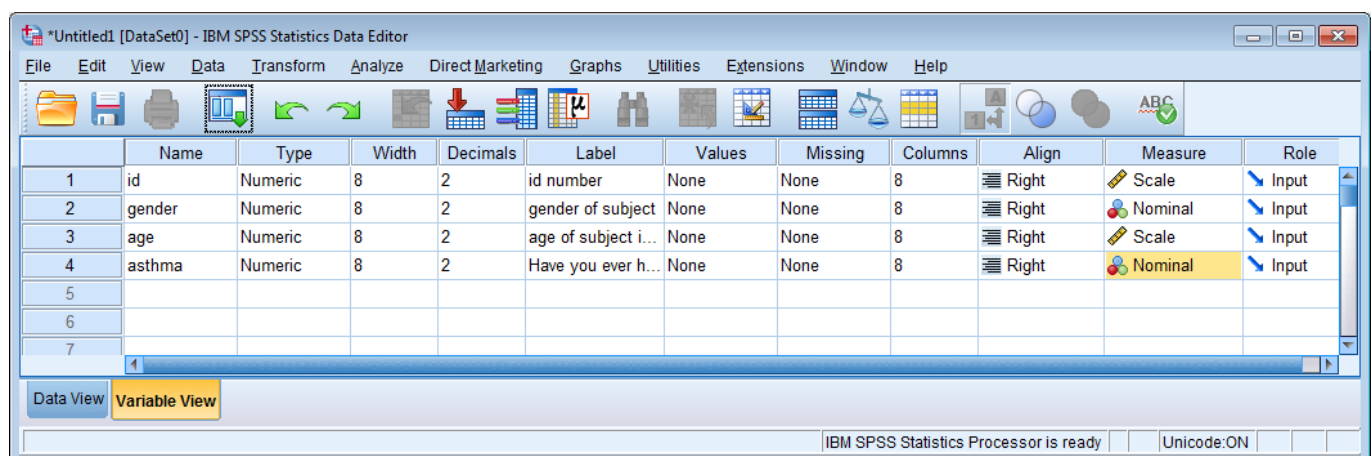 *Untitled1 [DataSet0] - IBM SPSS Statistics Data Editor
File Edit View Data Transform Analyze Direct Marketing Graphs Utilities Extensions Window Help
A
1
μ
ABC
Name Type Width Decimals Label Values Missing Columns Align Measure Role
1 id Numeric 8 2 id number None None 8 Right Scale Input
2 gender Numeric 8 2 gender of subject None None 8 Right Nominal Input
3 age Numeric 8 2 age of subject i... None None 8 Right Scale Input
4 asthma Numeric 8 2 Have you ever h... None None 8 Right Nominal Input
5
6
7
Data View Variable View
IBM SPSS Statistics Processor is ready Unicode:ON